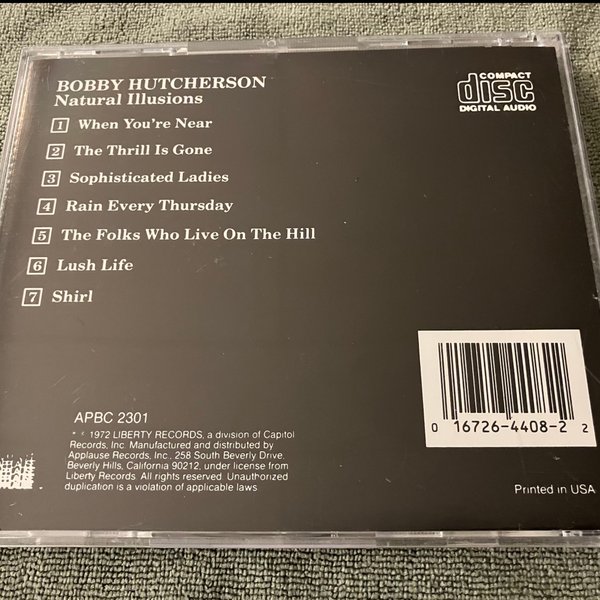 BOBBY HUTCHERSON
Natural Illusions
1 When You're Near
2 The Thrill Is Gone
3 Sophisticated Ladies
4 Rain Every Thursday
5 The Folks Who Live On The Hill
6 Lush Life
7 Shirl
COMPACT
disc
DIGITAL AUDIO
APBC 2301
1972 LIBERTY RECORDS, a division of Capitol
Records, Inc. Manufactured and distributed by
Applause Records, Inc., 258 South Beverly Drive,
Beverly Hills, California 90212, under license from
Liberty Records. All rights reserved. Unauthorized
duplication is a violation of applicable laws.
0 16726-4408-2 2
Printed in USA